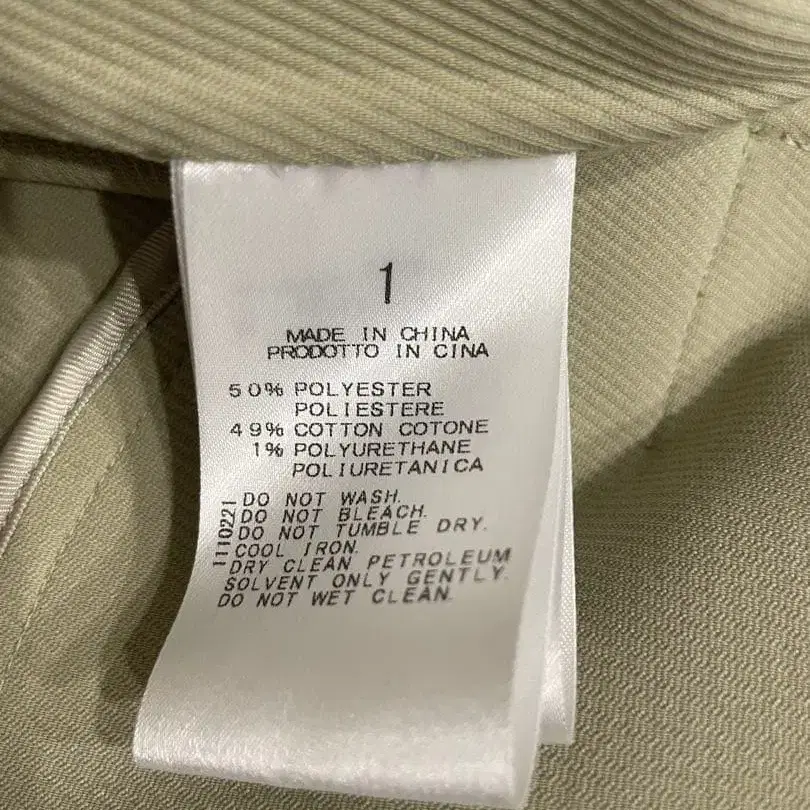 1
MADE IN CHINA
PRODOTTO IN CINA
50% POLYESTER
POLIESTERE
49% COTTON COTONE
1% POLYURETHANE
POLIURETANICA
DO NOT WASH.
DO NOT BLEACH.
DO NOT TUMBLE DRY.
COOL IRON.
DRY CLEAN PETROLEUM
SOLVENT ONLY GENTLY.
DO NOT WET CLEAN.
1110221